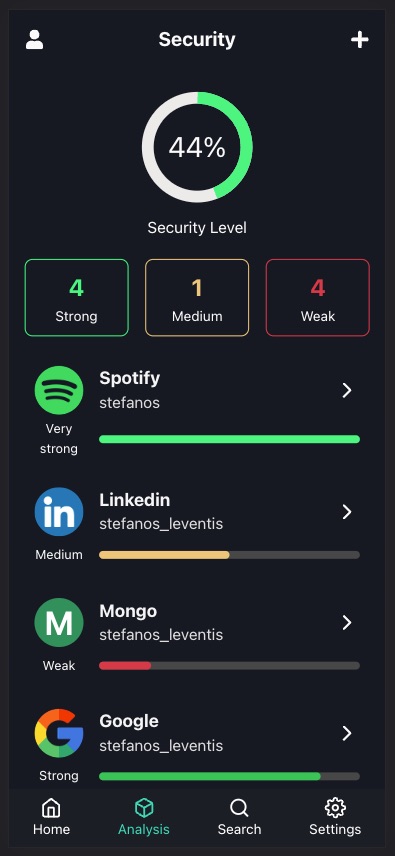 Security
44%
Security Level
4
Strong
1
Medium
4
Weak
Spotify
stefanos
Very
strong
in
Linkedin
stefanos_leventis
Medium
M
Mongo
stefanos_leventis
Weak
G
Google
stefanos_leventis
Strong
Home
Analysis
Search
Settings